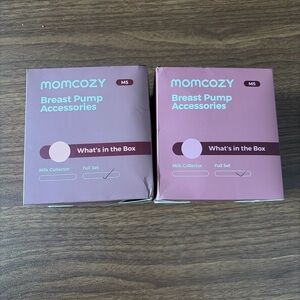 momcozy M5
Breast Pump
Accessories
What's in the Box
Milk Collector Full Set
momcozy M5
Breast Pump
Accessories
What's in the Box
Milk Collector Full Set